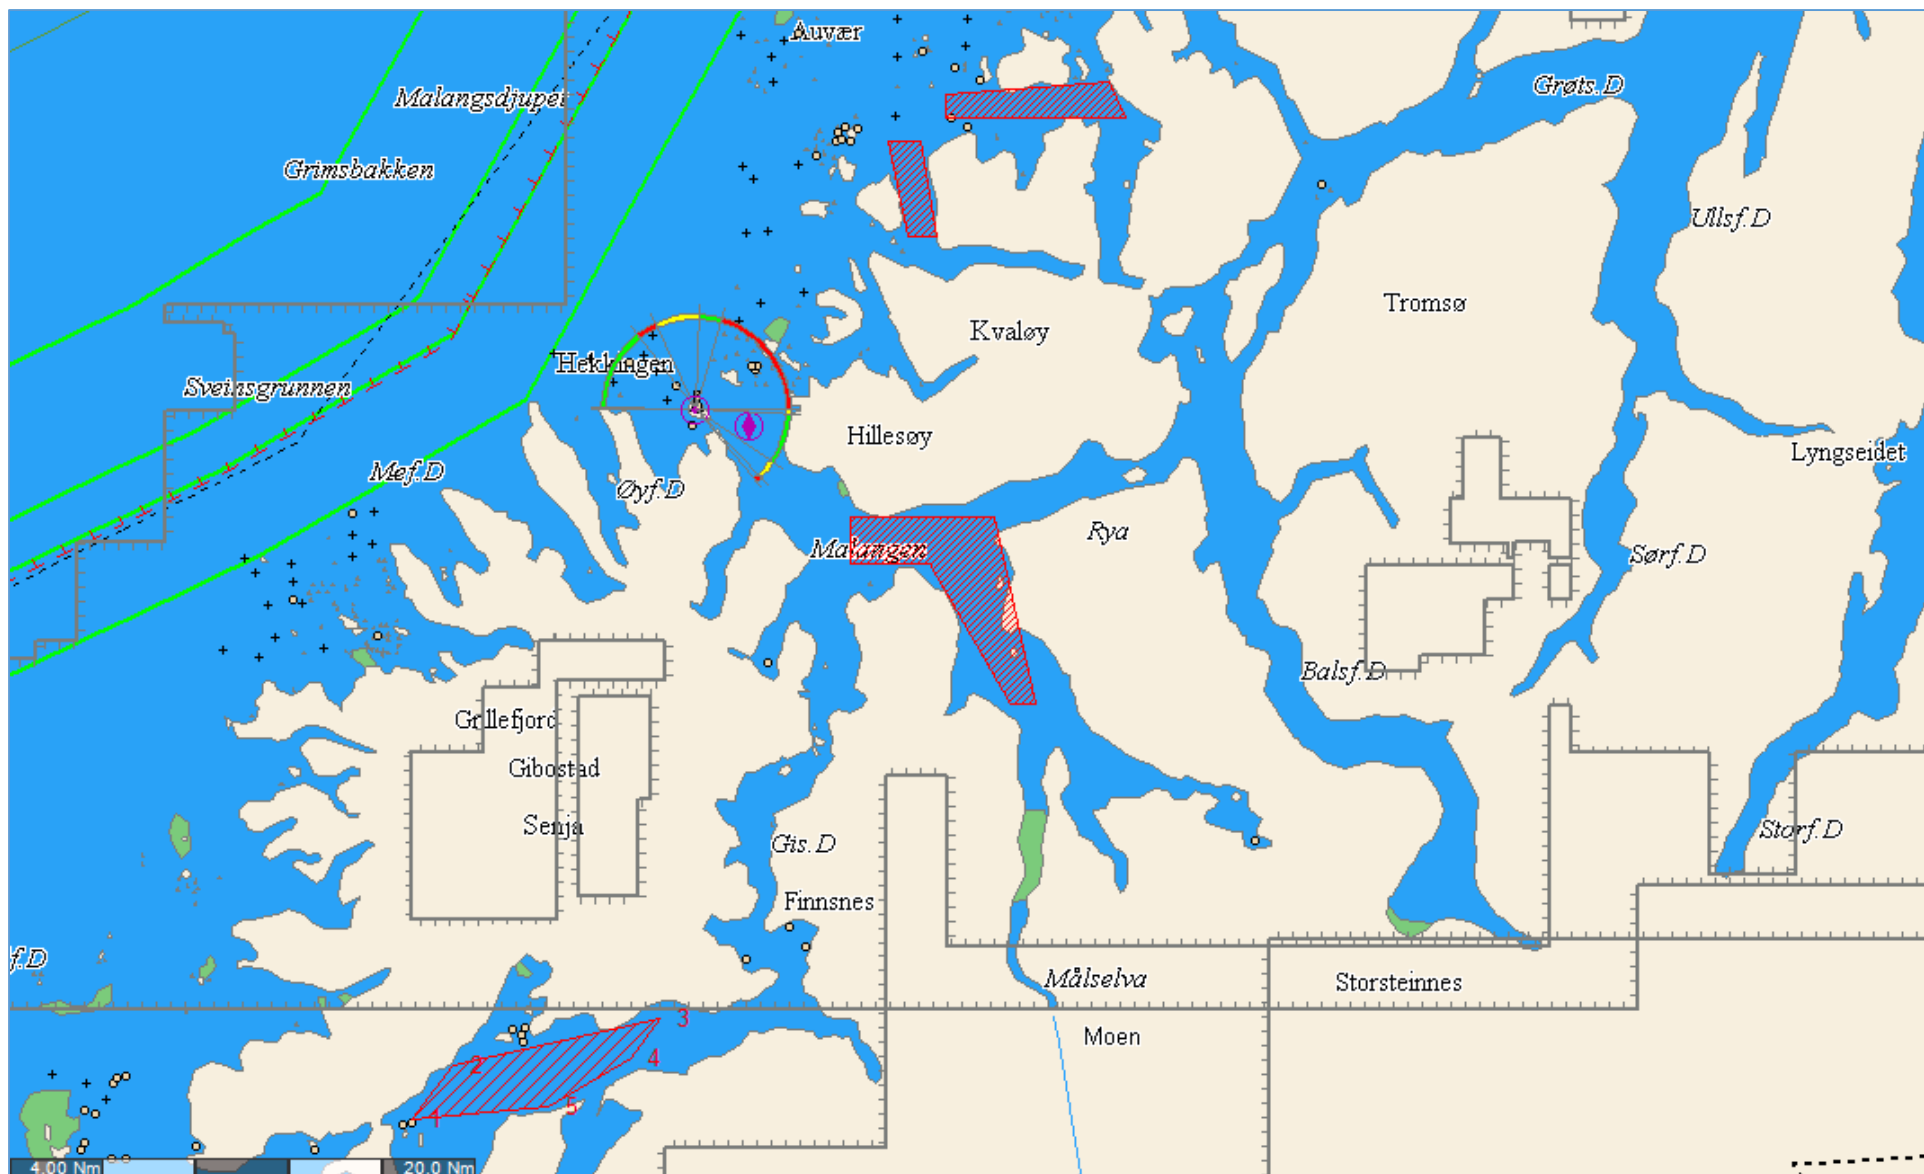 Auvær
Malangsdjupet
Grøts.D
Grimsbakken
Ullsf.D
Tromsø
Kvaløy
Hekkingen
Sveinsgrunnen
Hillesøy
Lyngseidet
Mef.D
Øyf.D
Rya
Malangen
Sørf.D
Balsf.D
Grillefjord
Gibostad
Senja
Storf.D
Gis.D
Finnsnes
f.D
Målselva
Storsteinnes
3
Moen
4
2
5
1
4.00 Nm
20.0 Nm